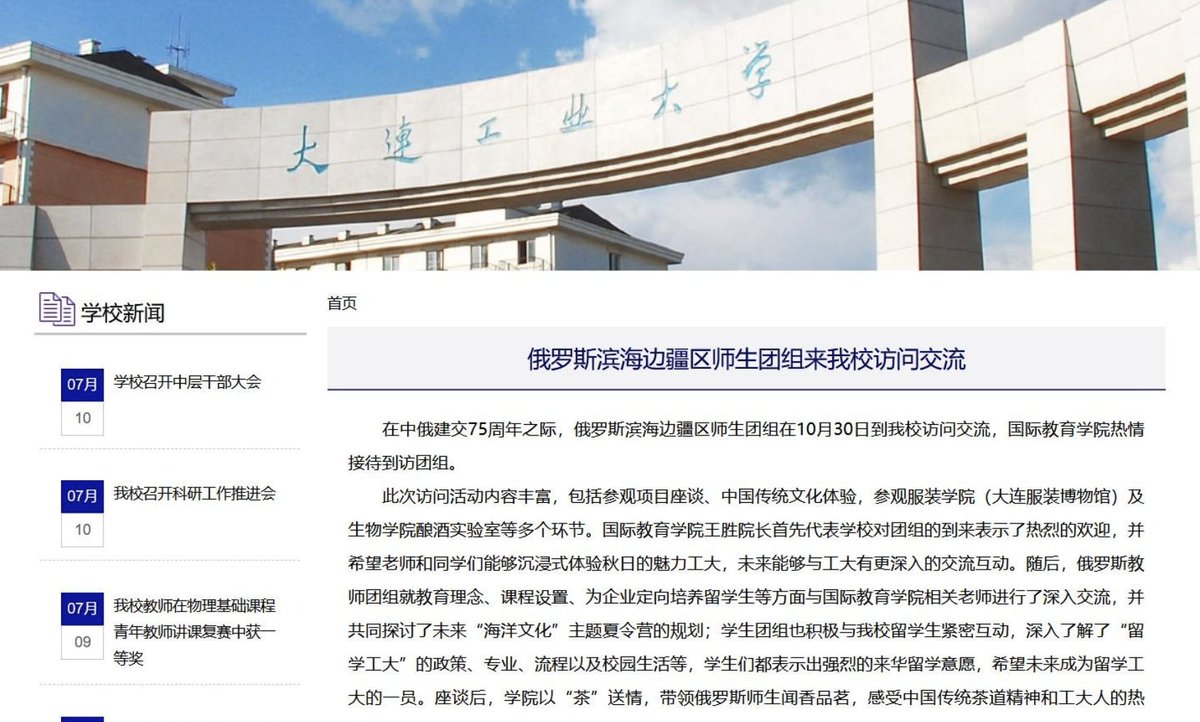 大連工业大学
学校新闻
07月
10
学校召开中层干部大会
07月
10
我校召开科研工作推进会
07月
09
我校教师在物理基础课程
青年教师讲课复赛中获一
等奖
首页
俄罗斯滨海边疆区师生团组来我校访问交流
在中俄建交75周年之际，俄罗斯滨海边疆区师生团组在10月30日到我校访问交流，国际教育学院热情
接待到访团组。
此次访问活动内容丰富，包括参观项目座谈、中国传统文化体验，参观服装学院（大连服装博物馆）及
生物学院酿酒实验室等多个环节。国际教育学院王胜院长首先代表学校对团组的到来表示了热烈的欢迎，并
希望老师和同学们能够沉浸式体验秋日的魅力工大，未来能够与工大有更深入的交流互动。随后，俄罗斯教
师团组就教育理念、课程设置、为企业定向培养留学生等方面与国际教育学院相关老师进行了深入交流，并
共同探讨了未来“海洋文化”主题夏令营的规划；学生团组也积极与我校留学生紧密互动，深入了解了“留
学工大”的政策、专业、流程以及校园生活等，学生们都表示出强烈的来华留学意愿，希望未来成为留学工
大的一员。座谈后，学院以“茶”送情，带领俄罗斯师生闻香品茗，感受中国传统茶道精神和工大人的热